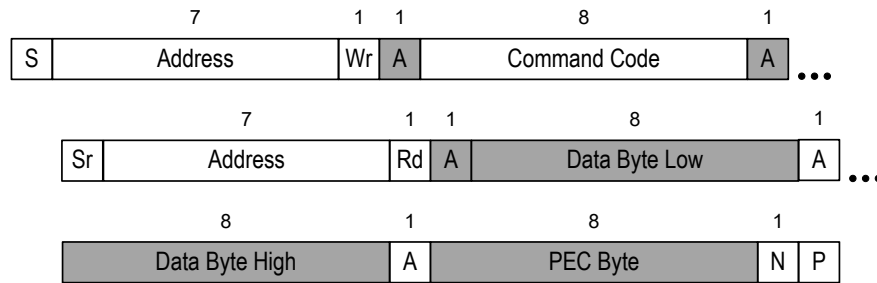 7 1 1 8 1
S Address Wr A Command Code A ...
7 1 1 8 1
Sr Address Rd A Data Byte Low A ...
8 1 8 1
Data Byte High A PEC Byte N P